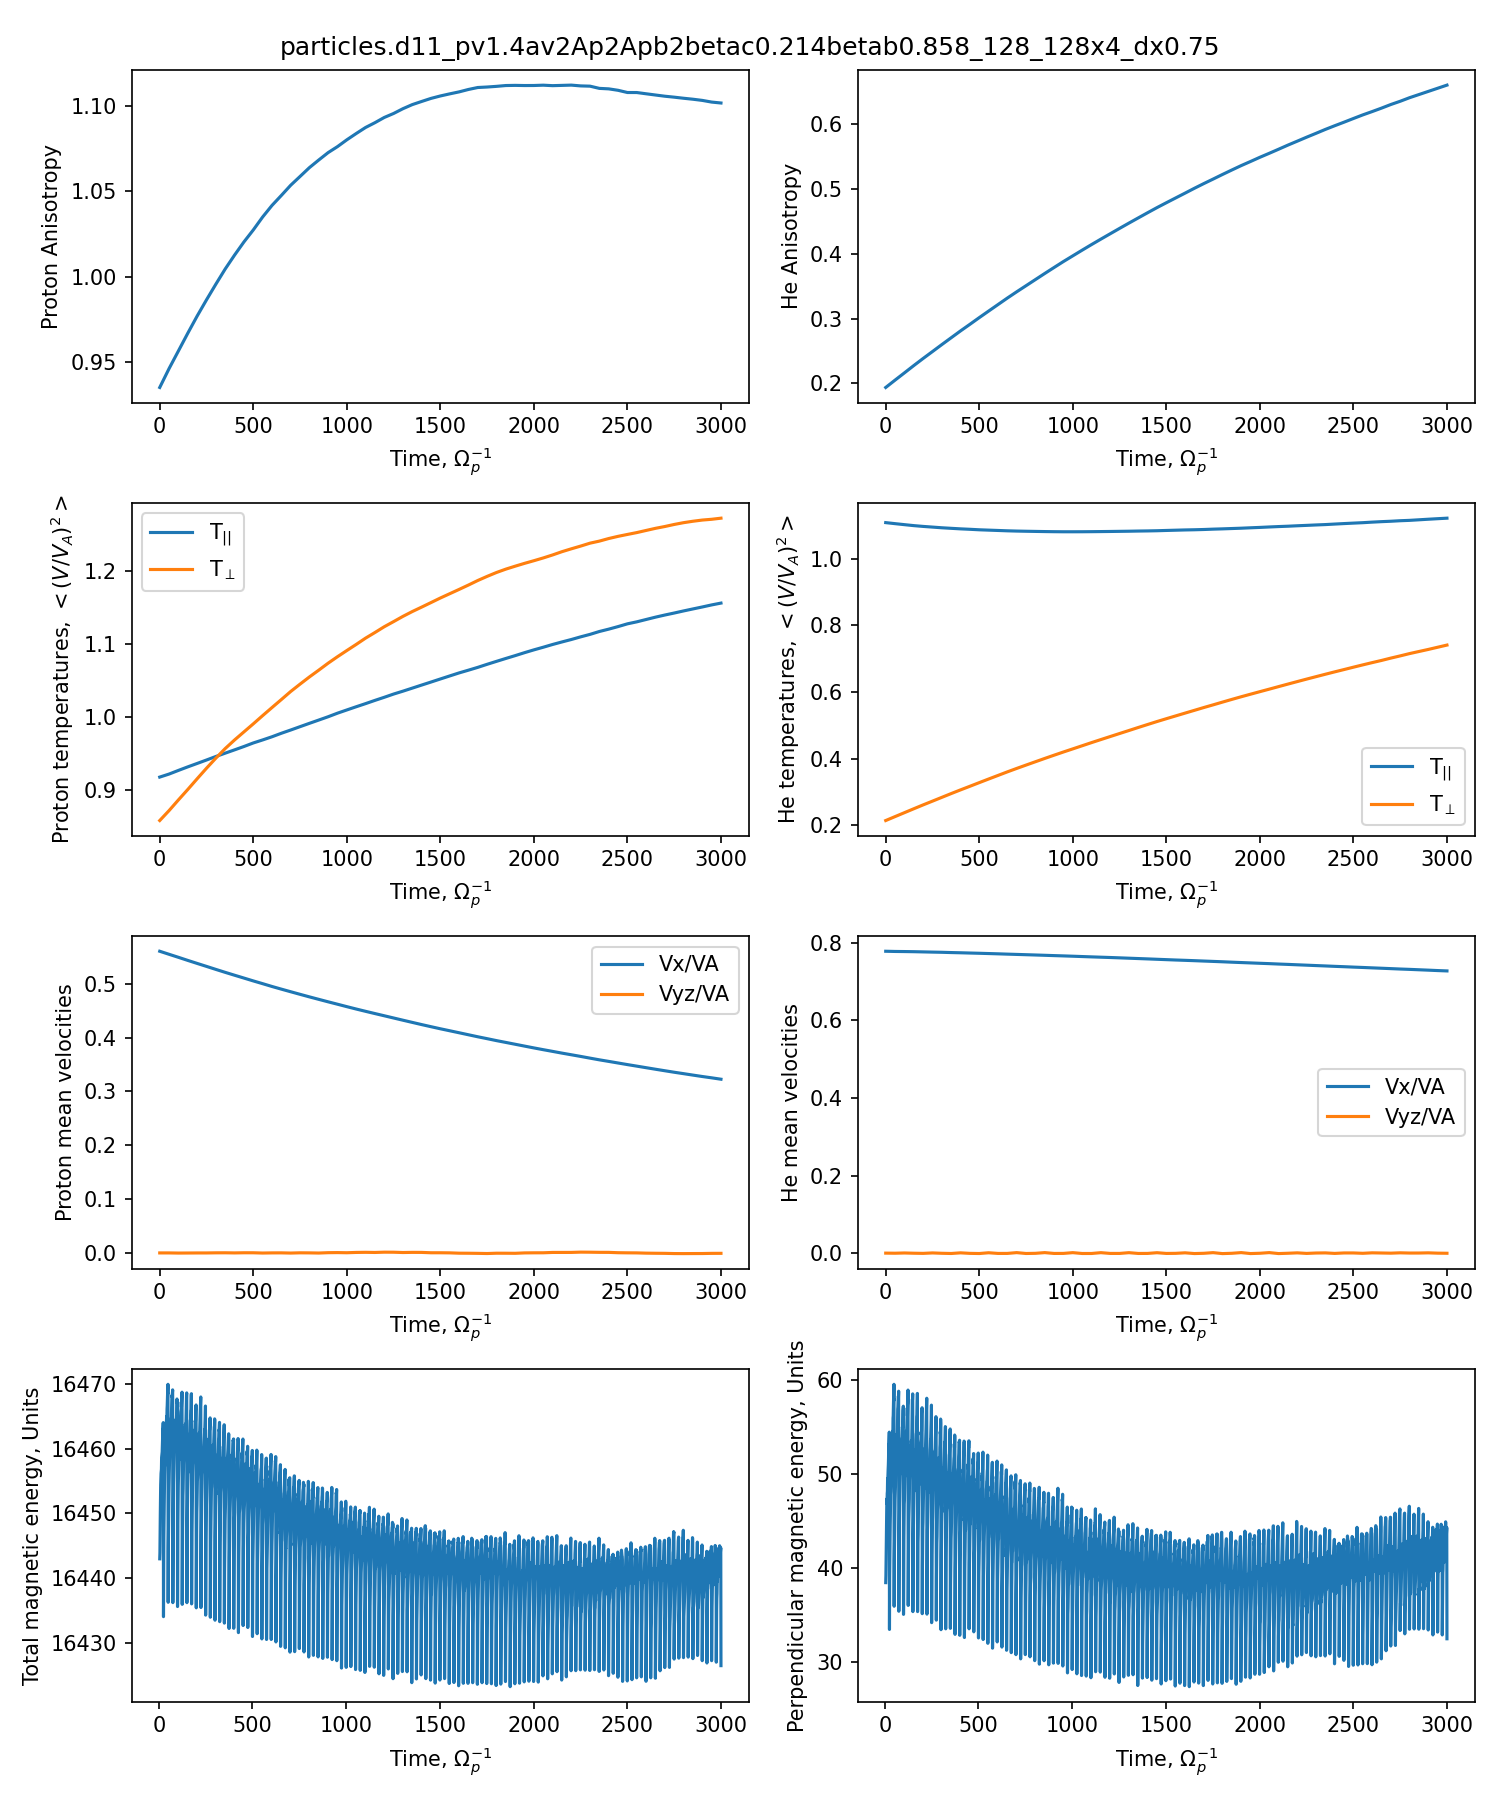 particles.d11_pv1.4av2Ap2Apb2betac0.214betab0.858_128_128x4_dx0.75
Proton Anisotropy
1.10
1.05
1.00
0.95
0 500 1000 1500 2000 2500 3000
Time, Ω_p^{-1}
He Anisotropy
0.6
0.5
0.4
0.3
0.2
0 500 1000 1500 2000 2500 3000
Time, Ω_p^{-1}
Proton temperatures, <(V/V_A)^2>
1.2
1.1
1.0
0.9
T_{||}
T_⊥
0 500 1000 1500 2000 2500 3000
Time, Ω_p^{-1}
He temperatures, <(V/V_A)^2>
1.0
0.8
0.6
0.4
0.2
T_{||}
T_⊥
0 500 1000 1500 2000 2500 3000
Time, Ω_p^{-1}
Proton mean velocities
0.5
0.4
0.3
0.2
0.1
0.0
Vx/VA
Vyz/VA
0 500 1000 1500 2000 2500 3000
Time, Ω_p^{-1}
He mean velocities
0.8
0.6
0.4
0.2
0.0
Vx/VA
Vyz/VA
0 500 1000 1500 2000 2500 3000
Time, Ω_p^{-1}
Total magnetic energy, Units
16470
16460
16450
16440
16430
0 500 1000 1500 2000 2500 3000
Time, Ω_p^{-1}
Perpendicular magnetic energy, Units
60
50
40
30
0 500 1000 1500 2000 2500 3000
Time, Ω_p^{-1}